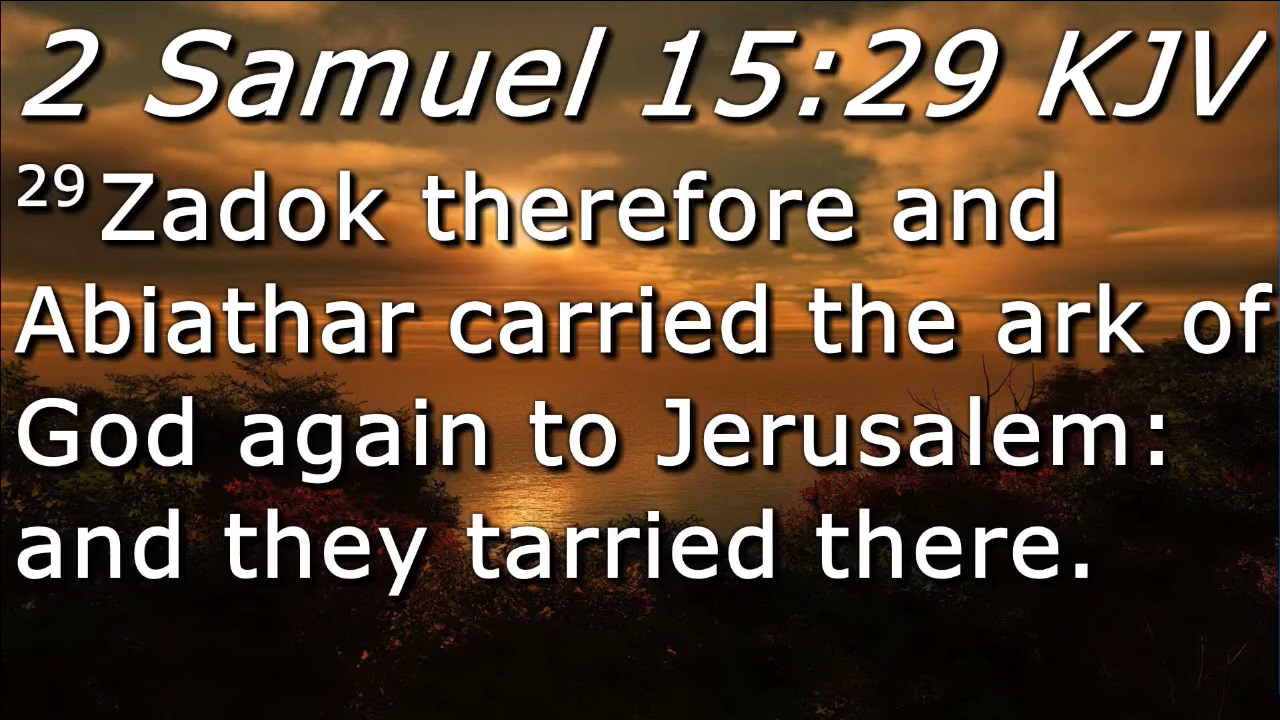 2 Samuel 15:29 KJV
29 Zadok therefore and
Abiathar carried the ark of
God again to Jerusalem:
and they tarried there.